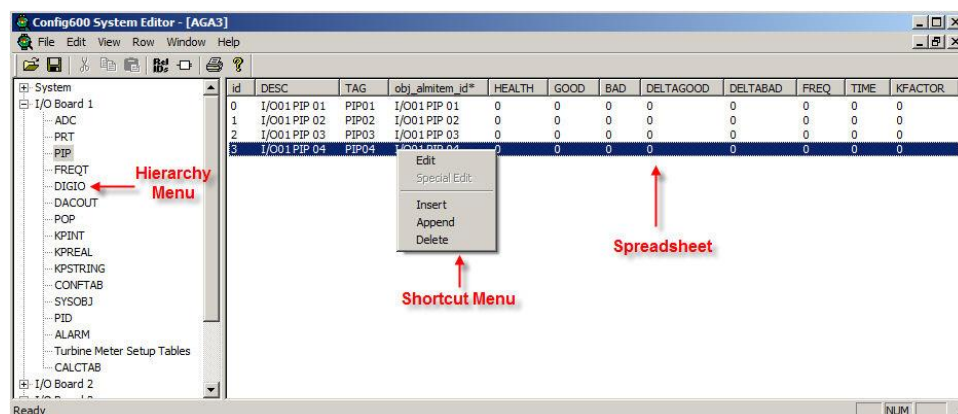 Config600 System Editor - [AGA3]
File Edit View Row Window Help
Rel IDs
System
I/O Board 1
ADC
PRT
PIP
FREQT
DIGIO
DACOUT
POP
KPINT
KPREAL
KPSTRING
CONFTAB
SYSOBJ
PID
ALARM
Turbine Meter Setup Tables
CALCTAB
I/O Board 2
Hierarchy
Menu
id DESC TAG obj_almitem_id* HEALTH GOOD BAD DELTAGOOD DELTABAD FREQ TIME KFACTOR
0 I/O01 PIP 01 PIP01 I/O01 PIP 01 0 0 0 0 0 0 0 0
1 I/O01 PIP 02 PIP02 I/O01 PIP 02 0 0 0 0 0 0 0 0
2 I/O01 PIP 03 PIP03 I/O01 PIP 03 0 0 0 0 0 0 0 0
3 I/O01 PIP 04 PIP04 I/O01 PIP 04 0 0 0 0 0 0 0 0
Edit
Special Edit
Insert
Append
Delete
Shortcut Menu
Spreadsheet
Ready
NUM